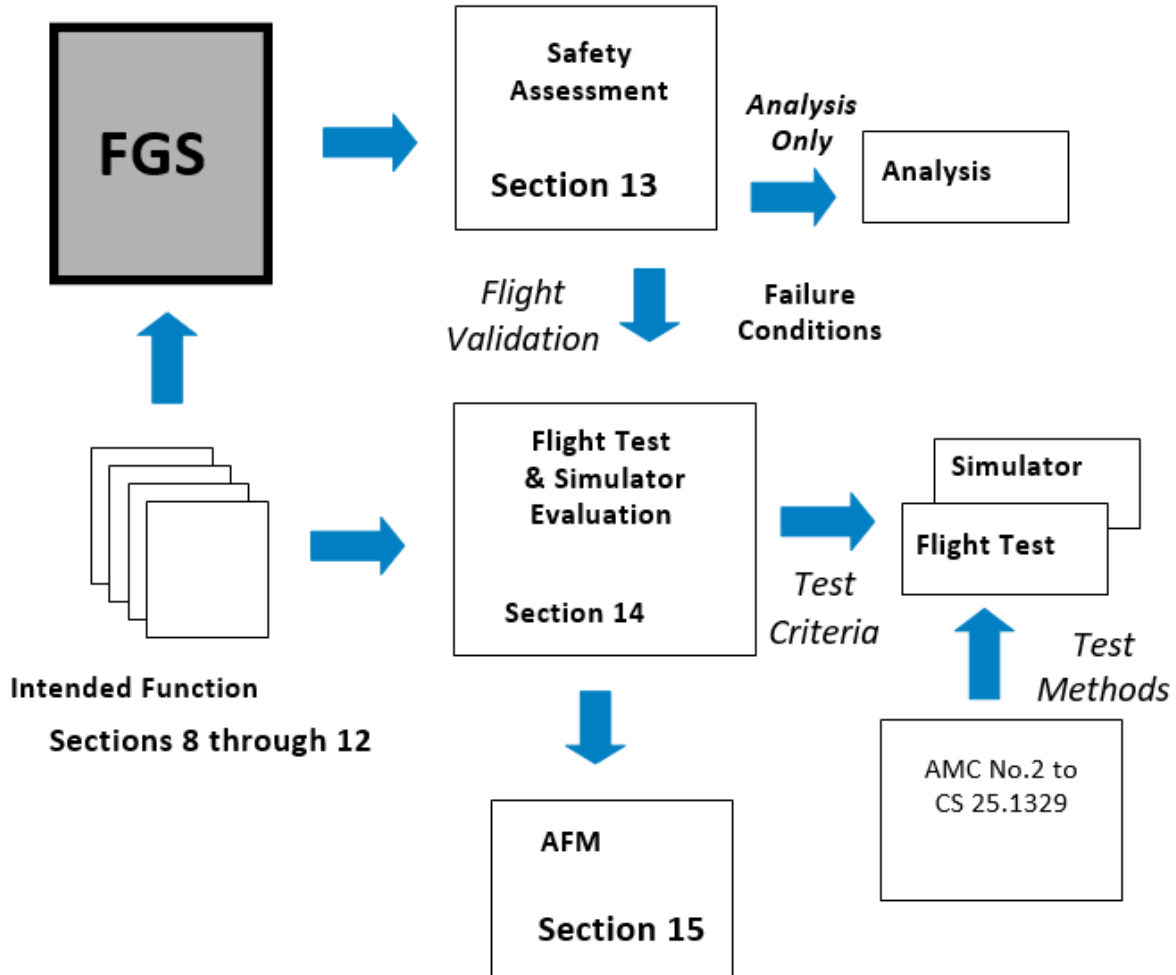 FGS
Safety
Assessment
Section 13
Analysis
Only
Analysis
Flight
Validation
Failure
Conditions
Flight Test
& Simulator
Evaluation
Section 14
Simulator
Flight Test
Test
Criteria
Test
Methods
Intended Function
Sections 8 through 12
AMC No.2 to
CS 25.1329
AFM
Section 15